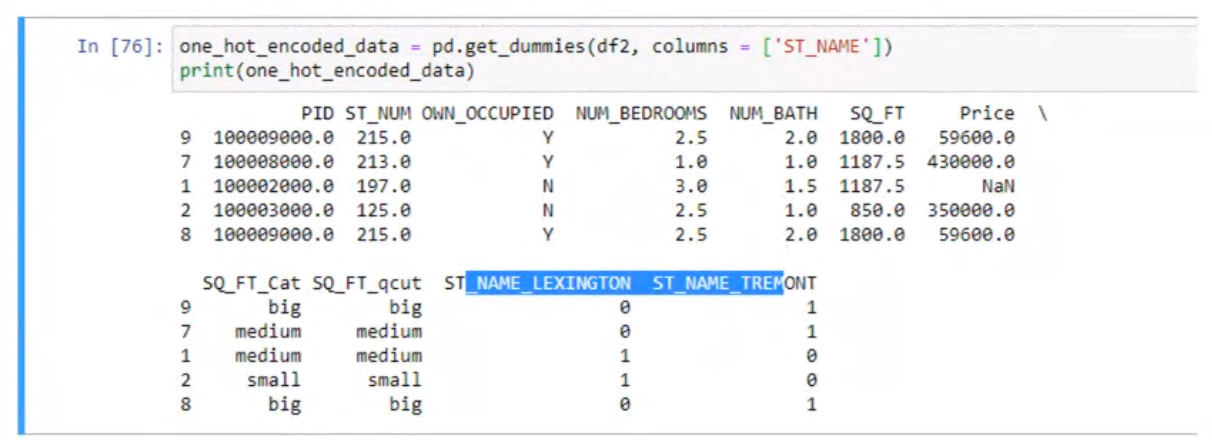 In [76]: one_hot_encoded_data = pd.get_dummies(df2, columns = ['ST_NAME'])
print(one_hot_encoded_data)
PID ST_NUM OWN_OCCUPIED NUM_BEDROOMS NUM_BATH SQ_FT Price \
9 100009000.0 215.0 Y 2.5 2.0 1800.0 59600.0
7 100008000.0 213.0 Y 1.0 1.0 1187.5 430000.0
1 100002000.0 197.0 N 3.0 1.5 1187.5 NaN
2 100003000.0 125.0 N 2.5 1.0 850.0 350000.0
8 100009000.0 215.0 Y 2.5 2.0 1800.0 59600.0
SQ_FT_Cat SQ_FT_qcut ST_NAME_LEXINGTON ST_NAME_TREMONT
9 big big 0 1
7 medium medium 0 1
1 medium medium 1 0
2 small small 1 0
8 big big 0 1